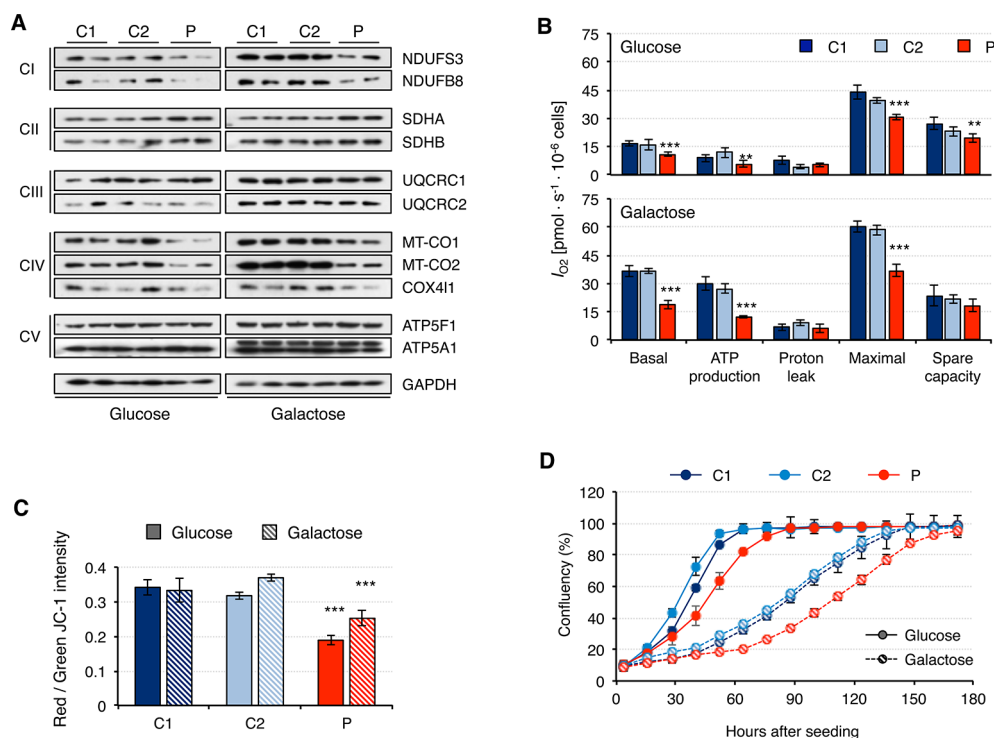 A
C1 C2 P C1 C2 P
CI
NDUFS3
NDUFB8
CII
SDHA
SDHB
CIII
UQCRC1
UQCRC2
CIV
MT-CO1
MT-CO2
COX4I1
CV
ATP5F1
ATP5A1
GAPDH
Glucose Galactose
B
Glucose
C1 C2 P
75
60
45
30
15
0
*** ** *** **
Galactose
75
60
45
30
15
0
*** *** ***
IO2 [pmol · s-1 · 10-6 cells]
Basal ATP production Proton leak Maximal Spare capacity
C
Glucose Galactose
Red / Green JC-1 intensity
0.4
0.3
0.2
0.1
0
*** ***
C1 C2 P
D
C1 C2 P
Confluency (%)
120
100
80
60
40
20
0
Glucose
Galactose
0 30 60 90 120 150 180
Hours after seeding